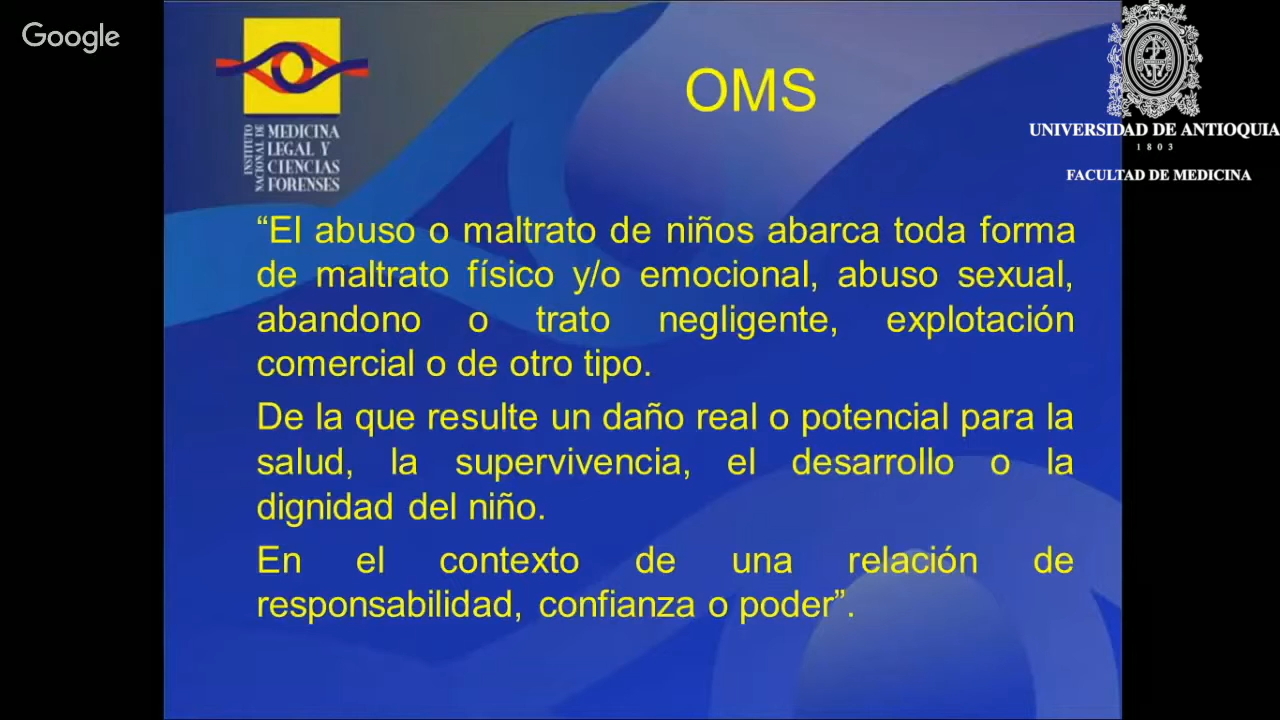 Google
INSTITUTO NACIONAL DE
MEDICINA
LEGAL Y
CIENCIAS
FORENSES
OMS
UNIVERSIDAD DE ANTIOQUIA
1803
FACULTAD DE MEDICINA
“El abuso o maltrato de niños abarca toda forma
de maltrato físico y/o emocional, abuso sexual,
abandono o trato negligente, explotación
comercial o de otro tipo.
De la que resulte un daño real o potencial para la
salud, la supervivencia, el desarrollo o la
dignidad del niño.
En el contexto de una relación de
responsabilidad, confianza o poder”.